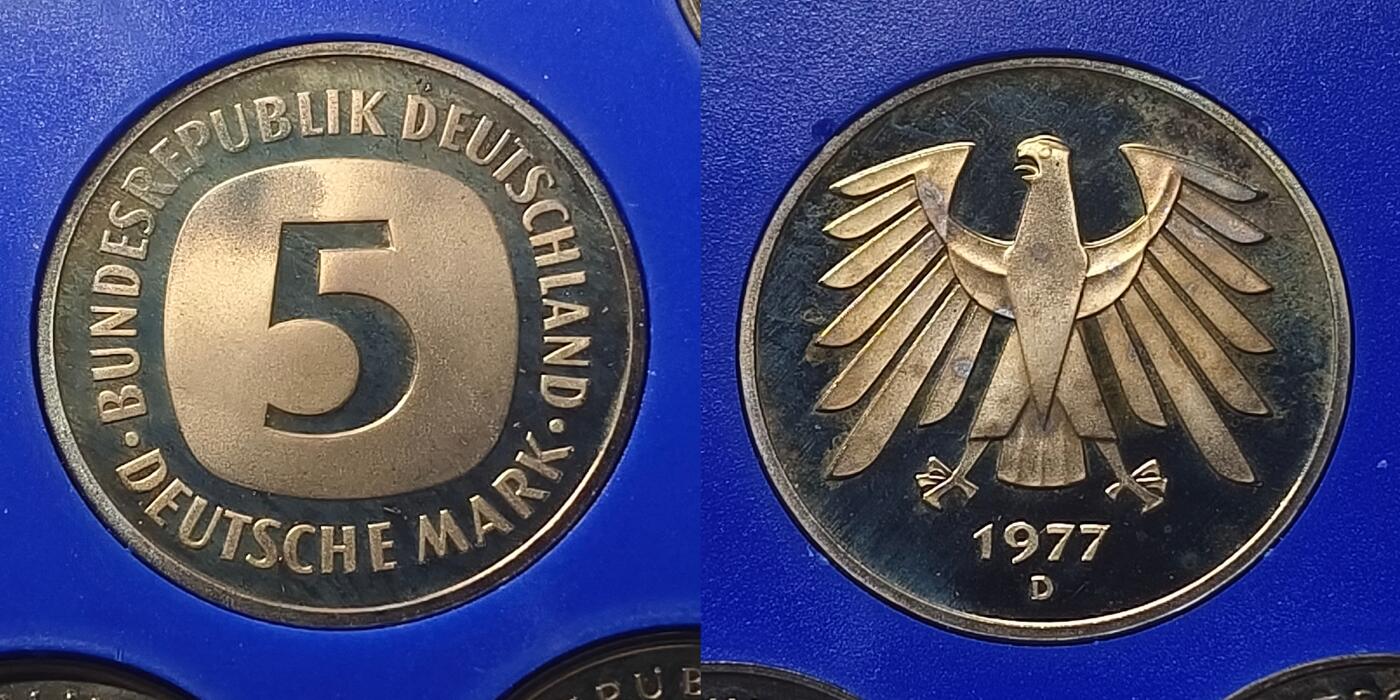 BUNDESREPUBLIK DEUTSCHLAND
5
· DEUTSCHE MARK ·
1977
D